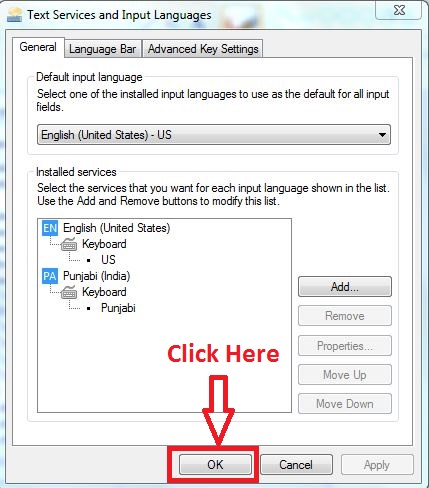 Text Services and Input Languages
General
Language Bar
Advanced Key Settings
Default input language
Select one of the installed input languages to use as the default for all input
fields.
English (United States) - US
Installed services
Select the services that you want for each input language shown in the list.
Use the Add and Remove buttons to modify this list.
EN English (United States)
Keyboard
US
PA Punjabi (India)
Keyboard
Punjabi
Add...
Remove
Properties...
Move Up
Move Down
Click Here
OK
Cancel
Apply